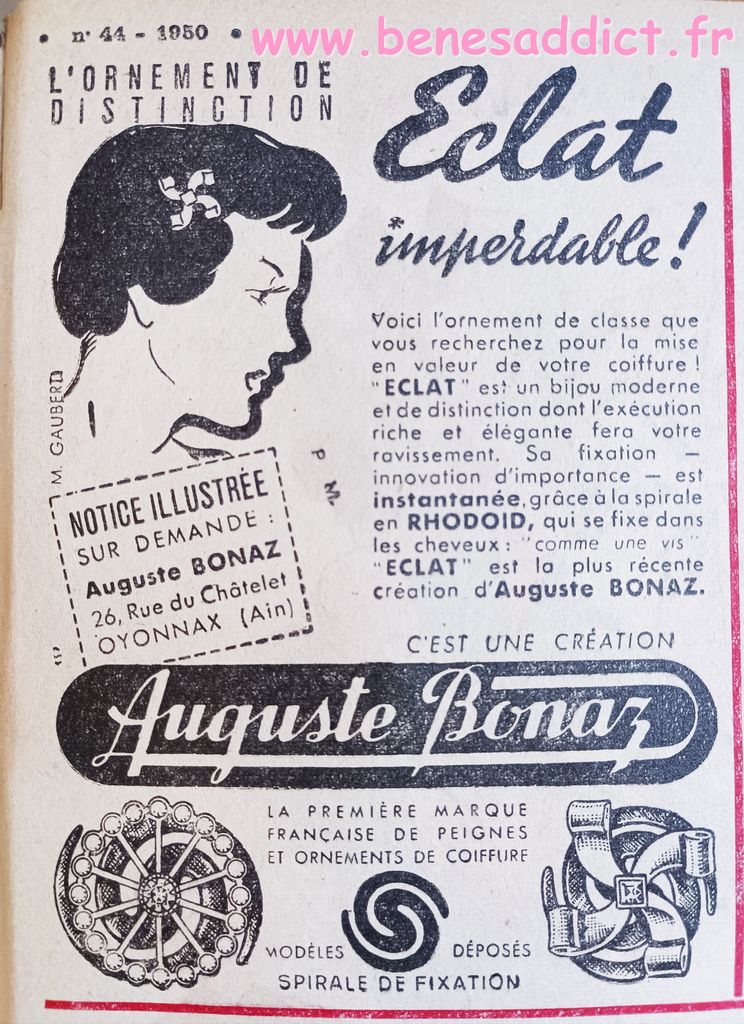 • n° 44 - 1950 •
www.benesaddict.fr
L'ORNEMENT DE
DISTINCTION
Eclat
imperdable !
Voici l'ornement de classe que
vous recherchez pour la mise
en valeur de votre coiffure !
"ECLAT" est un bijou moderne
et de distinction dont l'exécution
riche et élégante fera votre
ravissement. Sa fixation —
innovation d'importance — est
instantanée, grâce à la spirale
en RHODOID, qui se fixe dans
les cheveux : "comme une vis"
"ECLAT" est la plus récente
création d'Auguste BONAZ.
M. GAUBERD
P. M.
NOTICE ILLUSTRÉE
SUR DEMANDE :
Auguste BONAZ
26, Rue du Châtelet
OYONNAX (Ain)
C'EST UNE CRÉATION
Auguste Bonaz
LA PREMIÈRE MARQUE
FRANÇAISE DE PEIGNES
ET ORNEMENTS DE COIFFURE
MODÈLES DÉPOSÉS
SPIRALE DE FIXATION